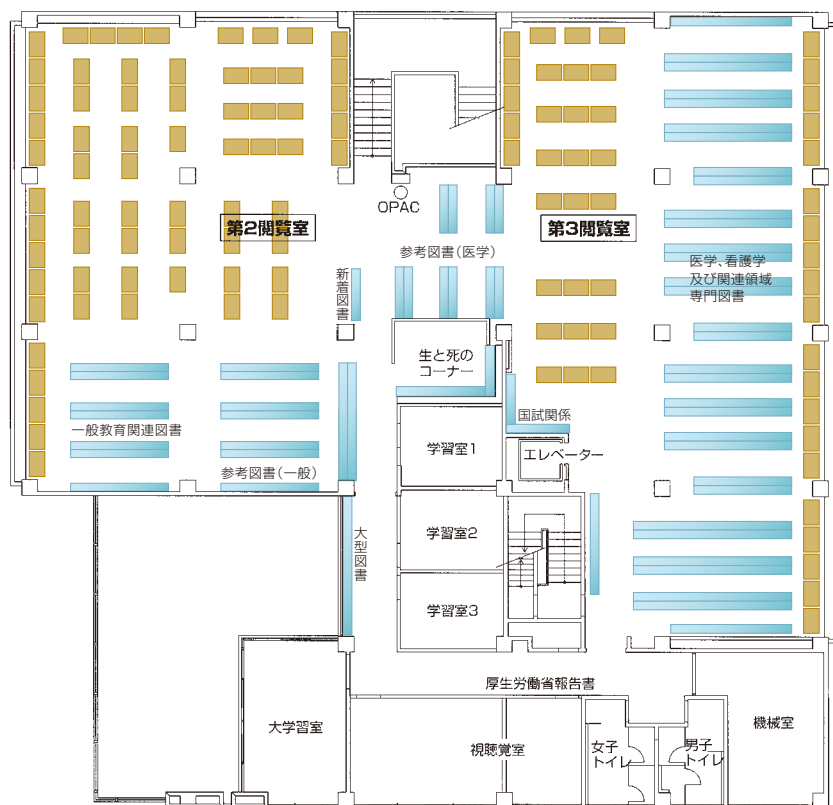 OPAC
第2閲覧室
第3閲覧室
参考図書(医学)
新着図書
医学、看護学
及び関連領域
専門図書
生と死の
コーナー
国試関係
一般教育関連図書
学習室1
エレベーター
参考図書(一般)
大型図書
学習室2
学習室3
厚生労働省報告書
大学習室
視聴覚室
女子
トイレ
男子
トイレ
機械室